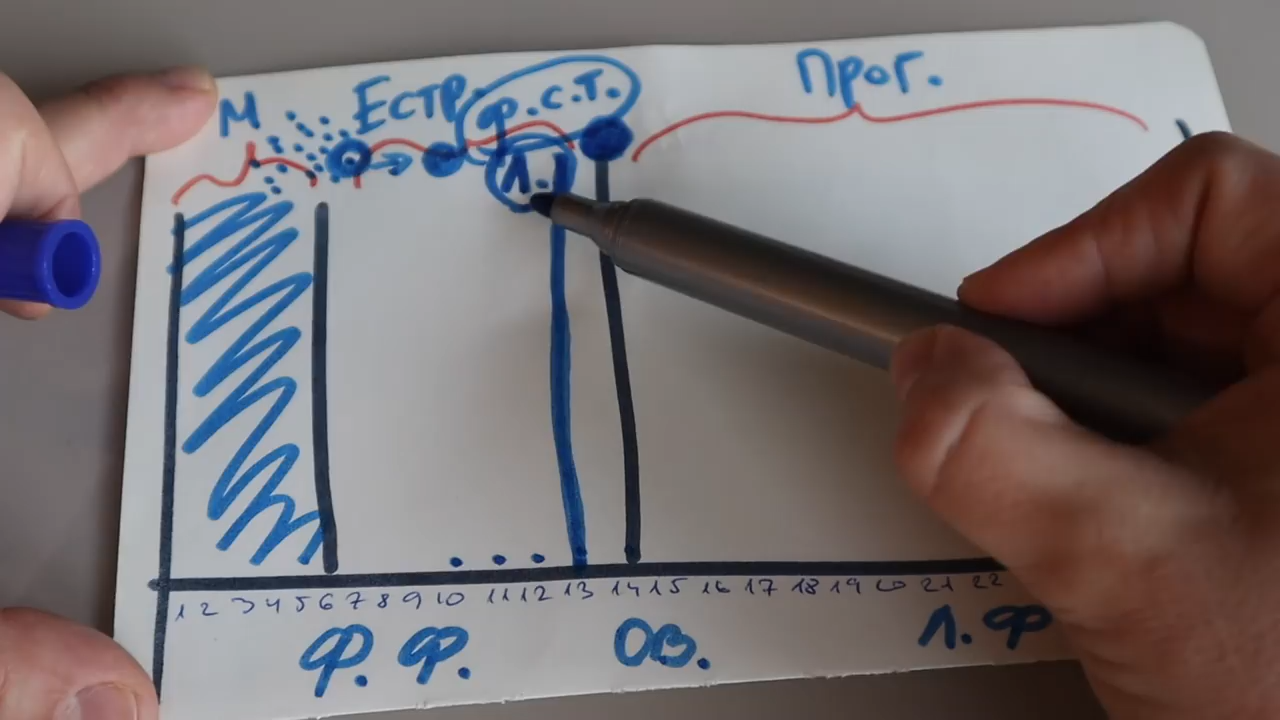 М Естр. ф.с.т. Прог.
Л.
1 2 3 4 5 6 7 8 9 10 11 12 13 14 15 16 17 18 19 20 21 22
Ф. Ф. ОВ. Л. Ф